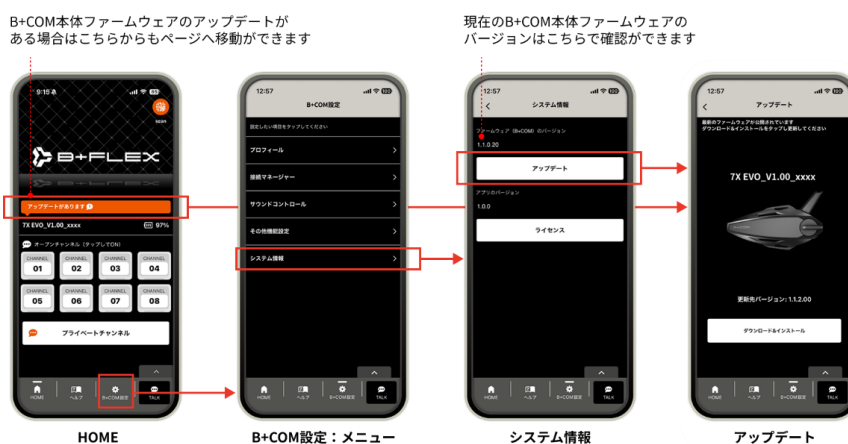 B+COM本体ファームウェアのアップデートが
ある場合はこちらからもページへ移動ができます
現在のB+COM本体ファームウェアの
バージョンはこちらで確認ができます
9:15
B+FLEX
アップデートがあります
7X EVO_V1.00_xxxx
97%
オープンチャンネル（タップしてON）
CHANNEL
01
CHANNEL
02
CHANNEL
03
CHANNEL
04
CHANNEL
05
CHANNEL
06
CHANNEL
07
CHANNEL
08
プライベートチャンネル
HOME
ヘルプ
B+COM設定
TALK
HOME
12:57
B+COM設定
設定したい項目をタップしてください
プロフィール
接続マネージャー
サウンドコントロール
その他機能設定
システム情報
HOME
ヘルプ
B+COM設定
TALK
B+COM設定：メニュー
12:57
システム情報
ファームウェア（B+COM）のバージョン
1.1.0.20
アップデート
アプリのバージョン
1.0.0
ライセンス
HOME
ヘルプ
B+COM設定
TALK
システム情報
12:57
アップデート
最新のファームウェアが公開されています
ダウンロード&インストールをタップし更新してください
7X EVO_V1.00_xxxx
更新先バージョン: 1.1.2.00
ダウンロード&インストール
HOME
ヘルプ
B+COM設定
TALK
アップデート